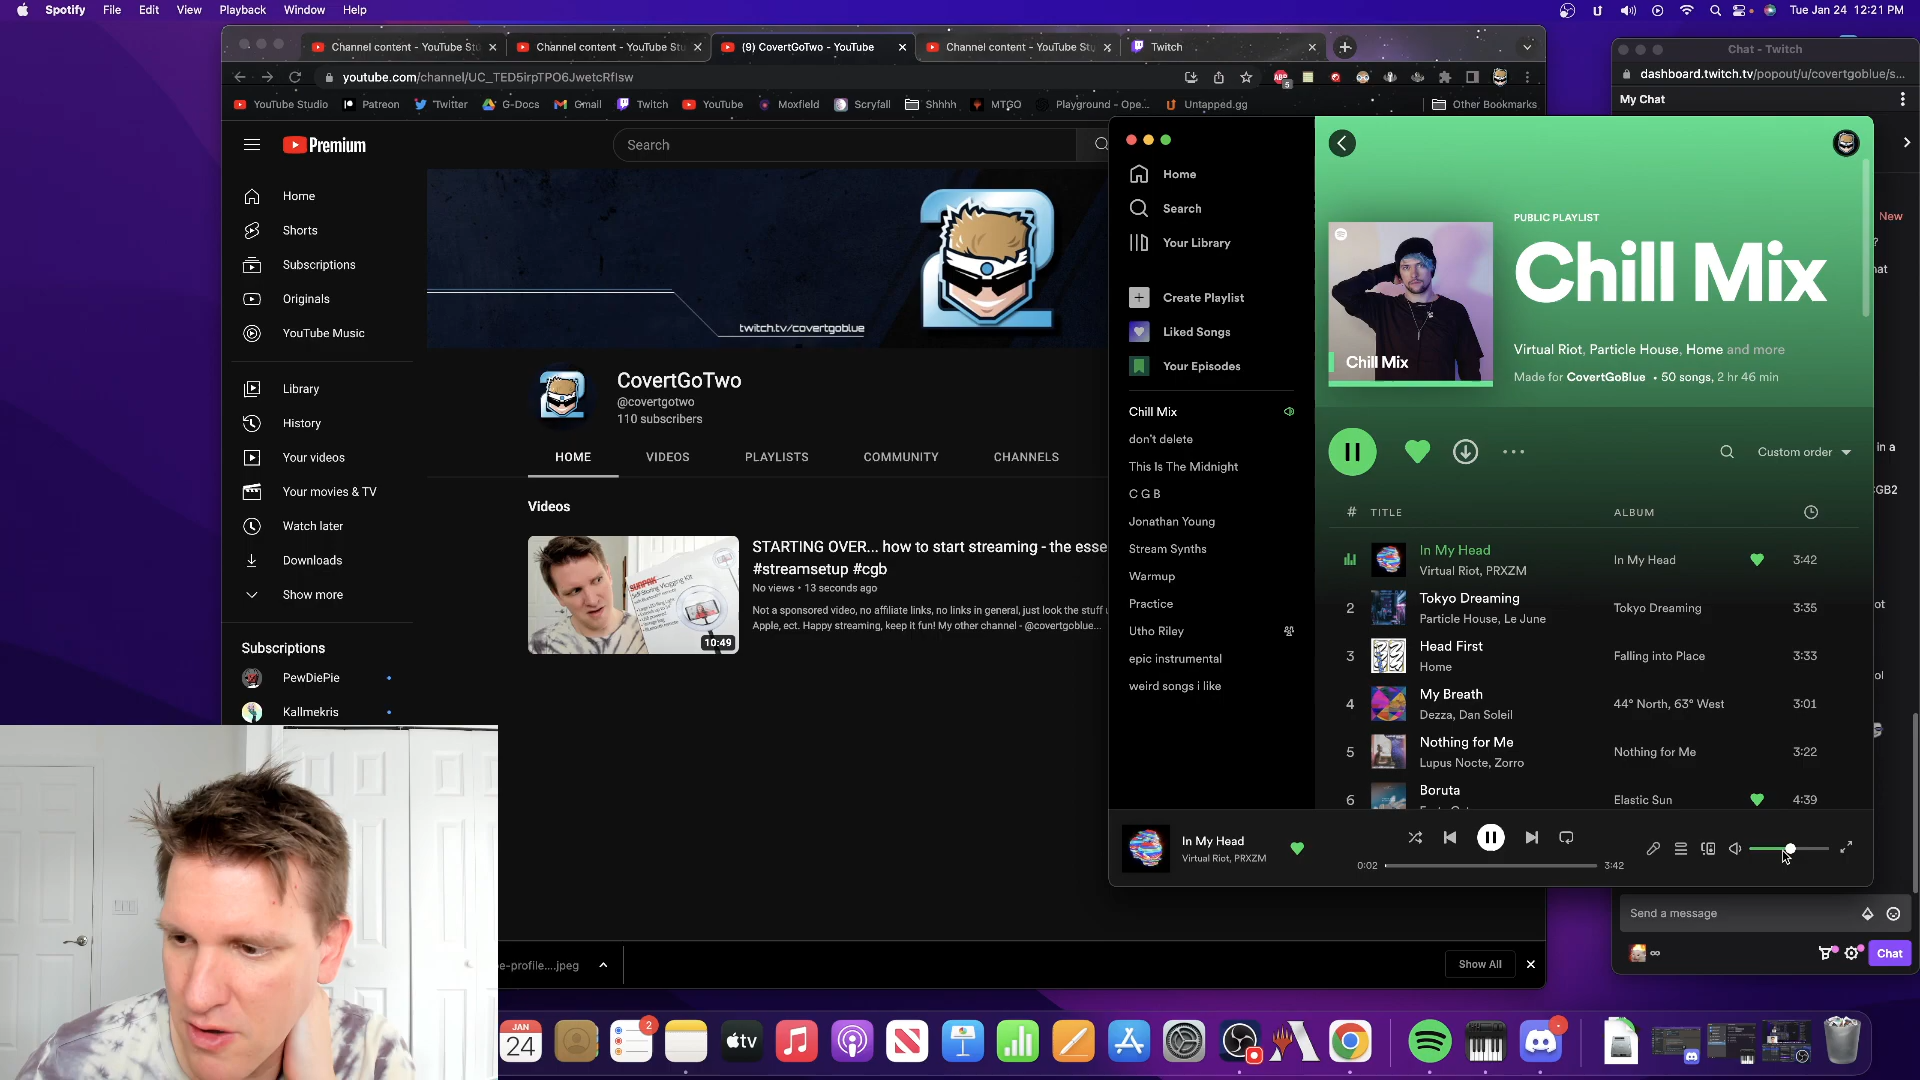 Spotify File Edit View Playback Window Help
Tue Jan 24 12:21 PM
Channel content - YouTube Stu
Channel content - YouTube Stu
(9) CovertGoTwo - YouTube
Channel content - YouTube Stu
Twitch
youtube.com/channel/UC_TED5irpTPO6JwetcRfIsw
YouTube Studio Patreon Twitter G-Docs Gmail Twitch YouTube Moxfield Scryfall Shhhh MTGO Playground - Ope... Untapped.gg Other Bookmarks
Premium
Search
Home
Shorts
Subscriptions
Originals
YouTube Music
Library
History
Your videos
Your movies & TV
Watch later
Downloads
Show more
Subscriptions
PewDiePie
Kallmekris
twitch.tv/covertgoblue
CovertGoTwo
@covertgotwo
110 subscribers
HOME VIDEOS PLAYLISTS COMMUNITY CHANNELS
Videos
SUNPAK
10:49
STARTING OVER... how to start streaming - the esse
#streamsetup #cgb
No views • 13 seconds ago
Not a sponsored video, no affiliate links, no links in general, just look the stuff u
Apple, ect. Happy streaming, keep it fun! My other channel - @covertgoblue...
e-profile....jpeg
Show All
Home
Search
Your Library
Create Playlist
Liked Songs
Your Episodes
Chill Mix
don't delete
This Is The Midnight
C G B
Jonathan Young
Stream Synths
Warmup
Practice
Utho Riley
epic instrumental
weird songs i like
PUBLIC PLAYLIST
Chill Mix
Chill Mix
Virtual Riot, Particle House, Home and more
Made for CovertGoBlue • 50 songs, 2 hr 46 min
Custom order
# TITLE ALBUM
In My Head
Virtual Riot, PRXZM
In My Head
3:42
2
Tokyo Dreaming
Particle House, Le June
Tokyo Dreaming
3:35
3
Head First
Home
Falling into Place
3:33
4
My Breath
Dezza, Dan Soleil
44° North, 63° West
3:01
5
Nothing for Me
Lupus Nocte, Zorro
Nothing for Me
3:22
6
Boruta
Elastic Sun
4:39
In My Head
Virtual Riot, PRXZM
0:02
3:42
Chat - Twitch
dashboard.twitch.tv/popout/u/covertgoblue/s...
My Chat
New
?
nat
in a
GB2
ot
ol
Send a message
Chat
JAN
24
2
tv